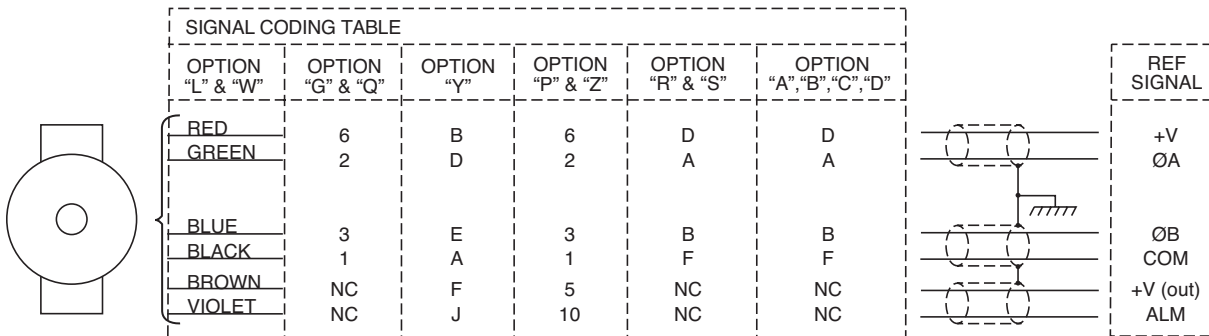 SIGNAL CODING TABLE
OPTION OPTION OPTION OPTION OPTION OPTION REF
“L” & “W” “G” & “Q” “Y” “P” & “Z” “R” & “S” “A”,“B”,“C”,“D” SIGNAL
RED 6 B 6 D D +V
GREEN 2 D 2 A A ØA
BLUE 3 E 3 B B ØB
BLACK 1 A 1 F F COM
BROWN NC F 5 NC NC +V (out)
VIOLET NC J 10 NC NC ALM